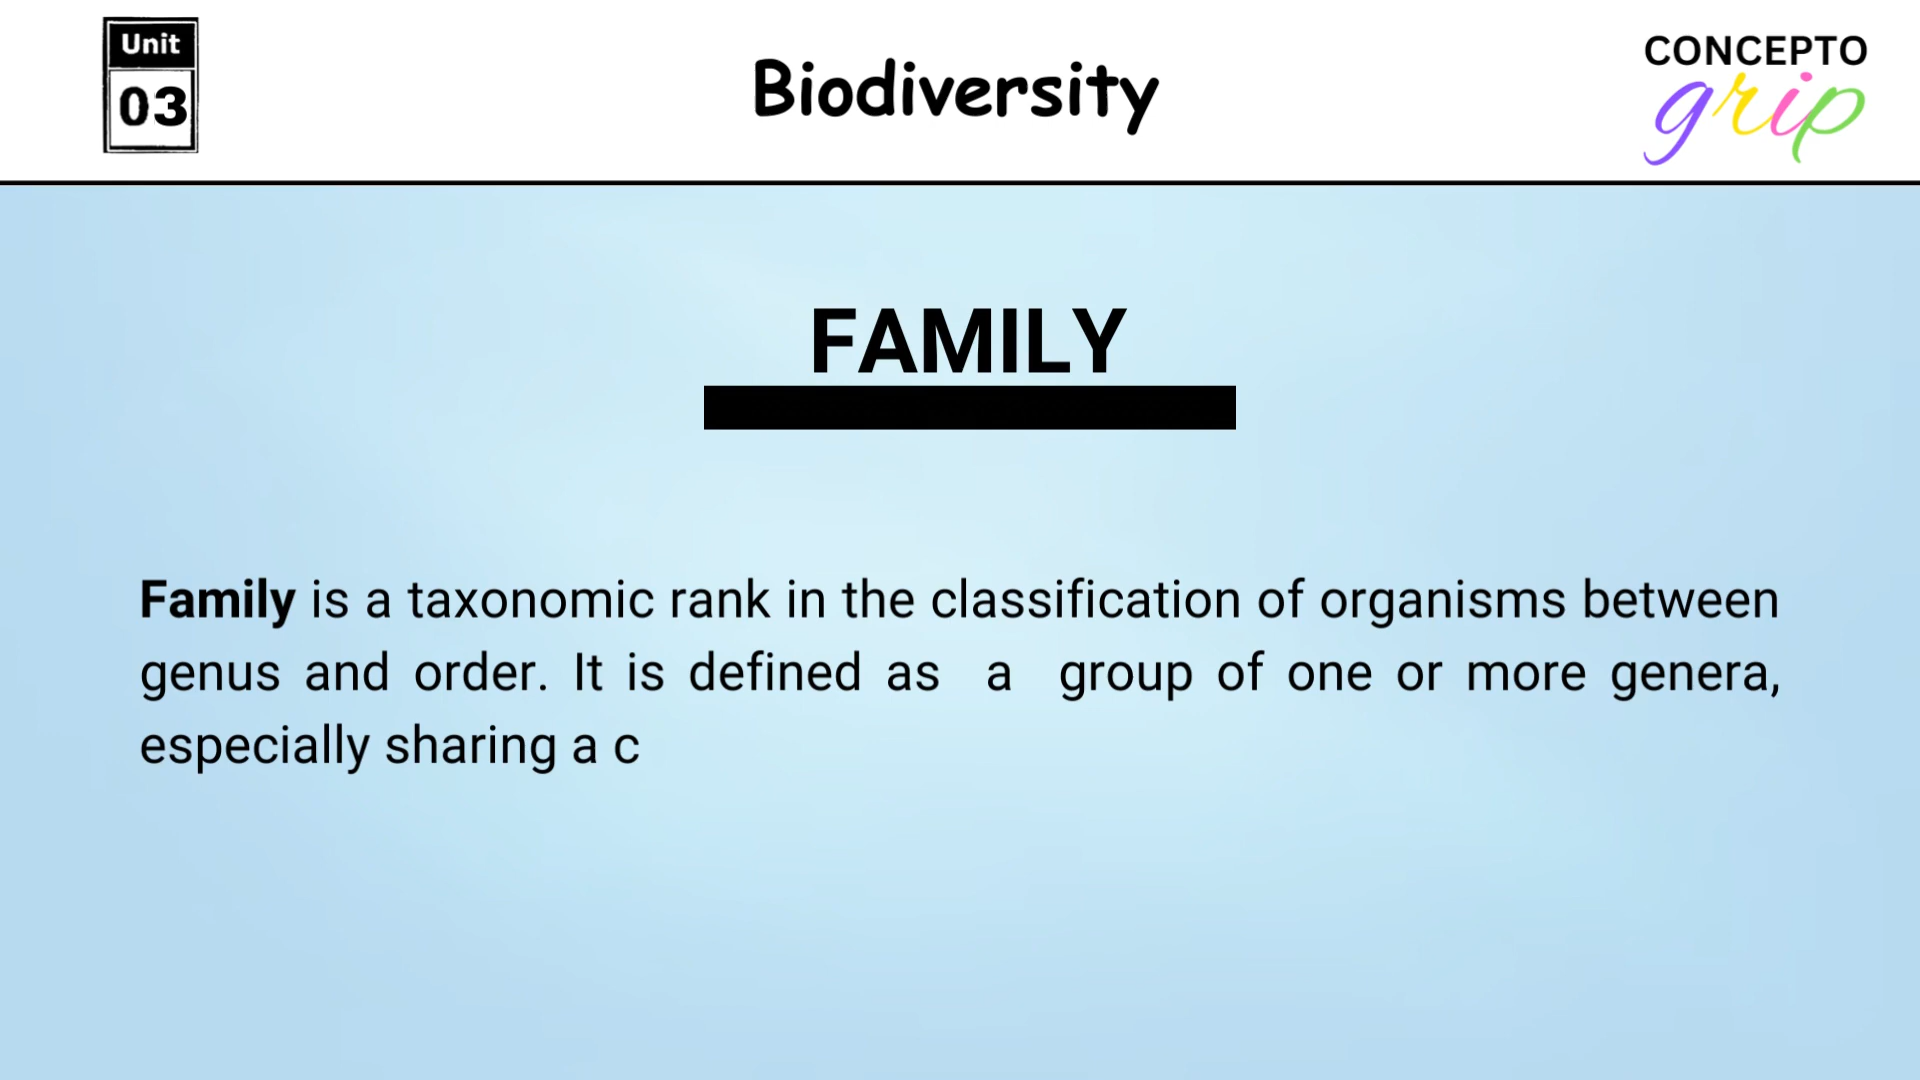 Unit
03
Biodiversity
CONCEPTO
grip
FAMILY
Family is a taxonomic rank in the classification of organisms between
genus and order. It is defined as a group of one or more genera,
especially sharing a c